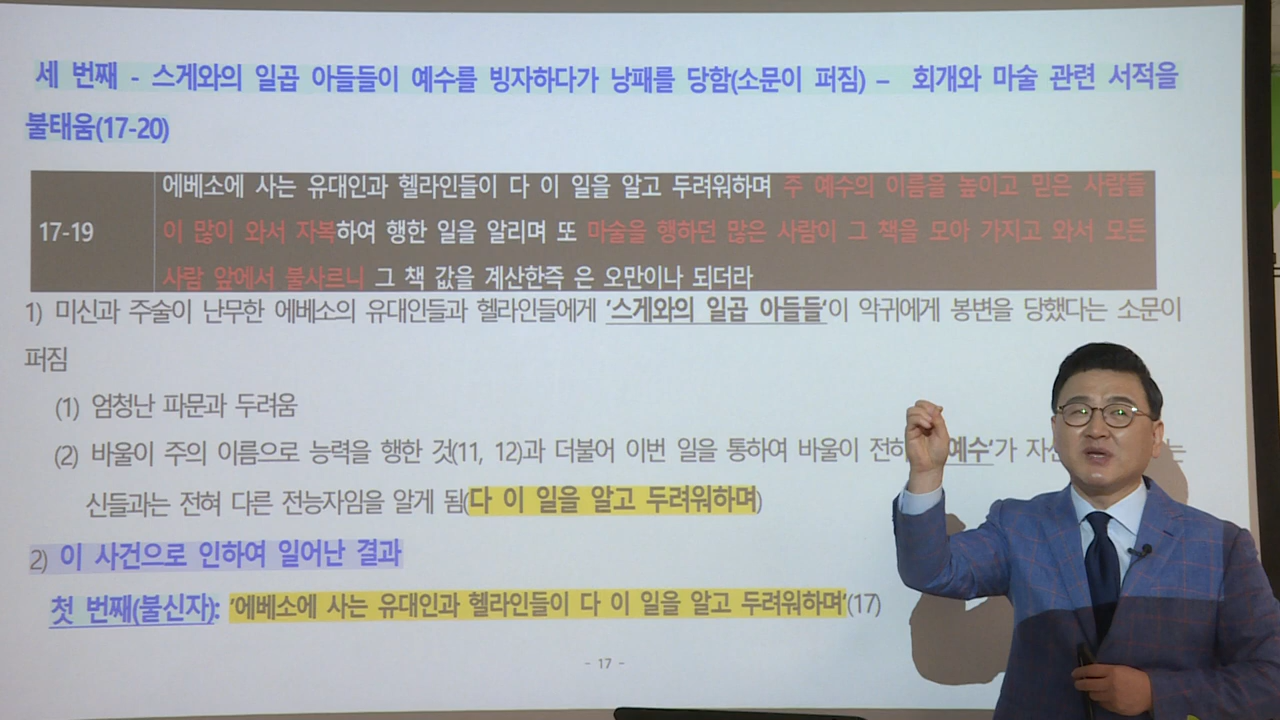 세 번째 - 스게와의 일곱 아들들이 예수를 빙자하다가 낭패를 당함(소문이 퍼짐) – 회개와 마술 관련 서적을
불태움(17-20)
17-19
에베소에 사는 유대인과 헬라인들이 다 이 일을 알고 두려워하며 주 예수의 이름을 높이고 믿은 사람들
이 많이 와서 자복하여 행한 일을 알리며 또 마술을 행하던 많은 사람이 그 책을 모아 가지고 와서 모든
사람 앞에서 불사르니 그 책 값을 계산한즉 은 오만이나 되더라
1) 미신과 주술이 난무한 에베소의 유대인들과 헬라인들에게 '스게와의 일곱 아들들'이 악귀에게 봉변을 당했다는 소문이
퍼짐
(1) 엄청난 파문과 두려움
(2) 바울이 주의 이름으로 능력을 행한 것(11, 12)과 더불어 이번 일을 통하여 바울이 전하 예수'가 는
신들과는 전혀 다른 전능자임을 알게 됨(다 이 일을 알고 두려워하며)
2) 이 사건으로 인하여 일어난 결과
첫 번째(불신자): '에베소에 사는 유대인과 헬라인들이 다 이 일을 알고 두려워하며'(17)
- 17 -